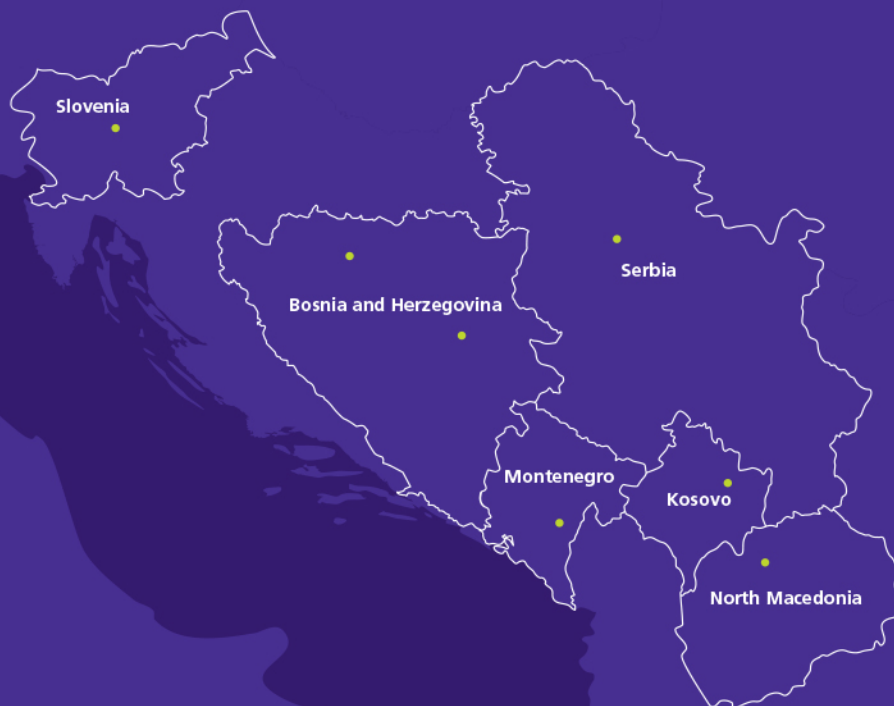 Slovenia
Serbia
Bosnia and Herzegovina
Montenegro
Kosovo
North Macedonia